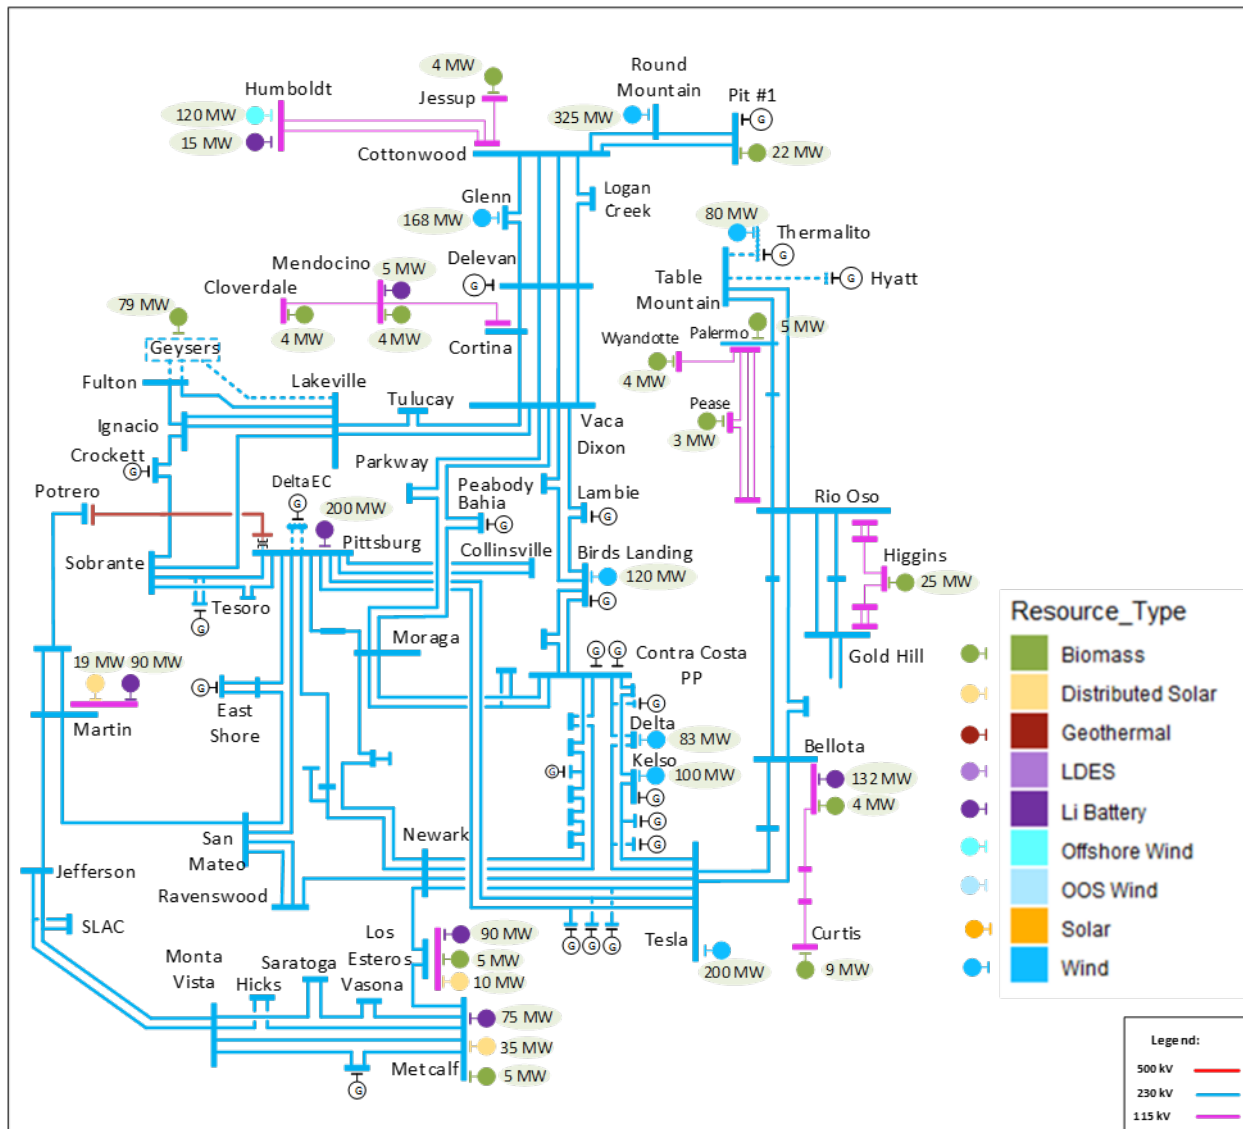 4 MW
Humboldt
Jessup
Round
Mountain
Pit #1
G
120 MW
325 MW
15 MW
Cottonwood
22 MW
Glenn
Logan
Creek
168 MW
80 MW
Thermalito
G
Mendocino
5 MW
Delevan
G
Table
Mountain
G
Hyatt
Cloverdale
79 MW
4 MW
4 MW
Cortina
Palermo
5 MW
Wyandotte
4 MW
Geysers
Fulton
Lakeville
Tulucay
Pease
3 MW
Ignacio
Vaca
Dixon
Crockett
G
Parkway
Potrero
DeltaEC
G
200 MW
Peabody
Bahia
G
Lambie
G
Rio Oso
Pittsburg
Collinsville
Birds Landing
120 MW
G
Sobrante
Tesoro
G
Higgins
25 MW
Moraga
Gold Hill
19 MW
90 MW
Martin
G
East
Shore
G
G
Contra Costa
PP
G
Delta
83 MW
G
Kelso
100 MW
G
G
G
Bellota
132 MW
4 MW
San
Mateo
Newark
Jefferson
Ravenswood
SLAC
Los
Esteros
90 MW
5 MW
10 MW
G
G
G
Tesla
200 MW
Curtis
9 MW
Monta
Vista
Hicks
Saratoga
Vasona
75 MW
35 MW
Metcalf
5 MW
G
Resource_Type
Biomass
Distributed Solar
Geothermal
LDES
Li Battery
Offshore Wind
OOS Wind
Solar
Wind
Legend:
500 kV
230 kV
115 kV